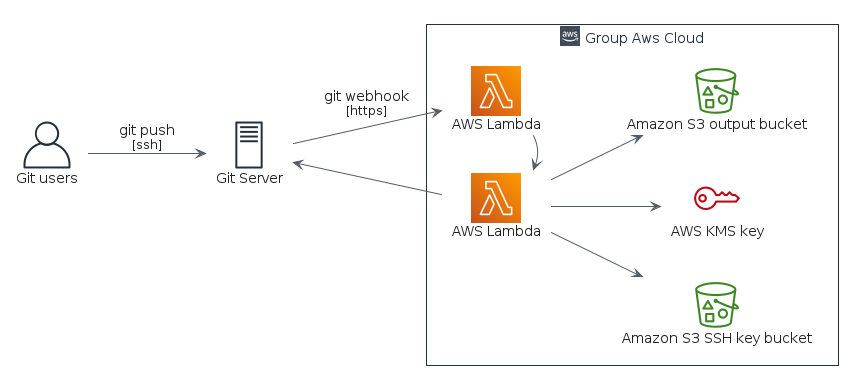 aws
Group Aws Cloud
git webhook
[https]
git push
[ssh]
AWS Lambda
Amazon S3 output bucket
Git users
Git Server
AWS Lambda
AWS KMS key
Amazon S3 SSH key bucket